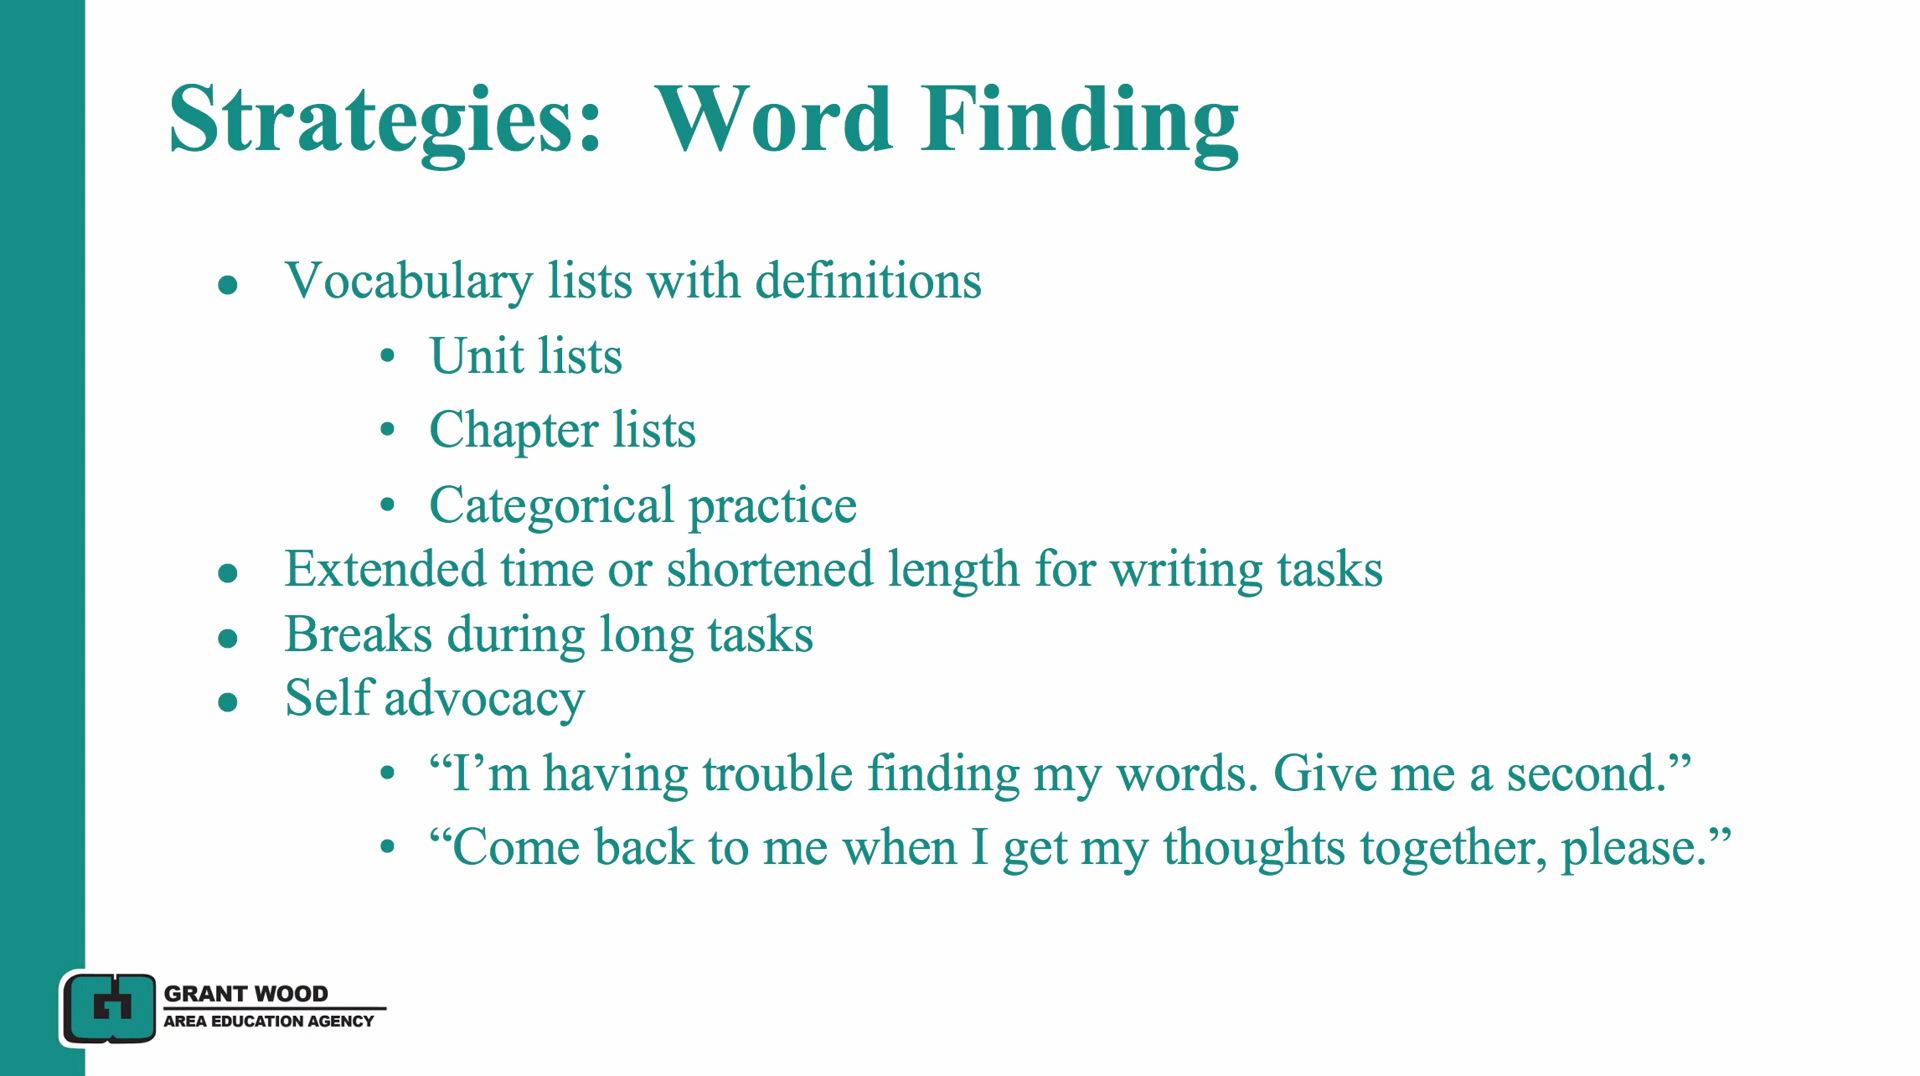 Strategies:  Word Finding
● Vocabulary lists with definitions
• Unit lists
• Chapter lists
• Categorical practice
● Extended time or shortened length for writing tasks
● Breaks during long tasks
● Self advocacy
• “I’m having trouble finding my words. Give me a second.”
• “Come back to me when I get my thoughts together, please.”
GRANT WOOD
AREA EDUCATION AGENCY